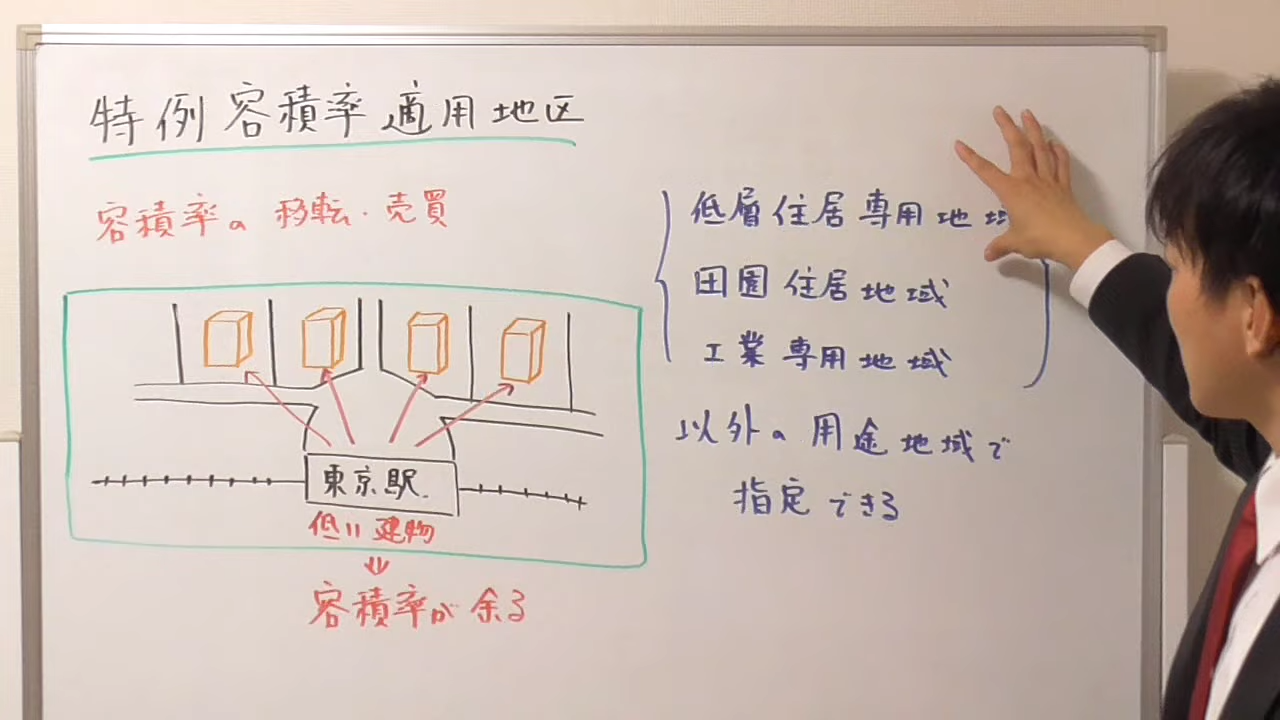 特例容積率適用地区
容積率の移転・売買
東京駅
低い建物
⇓
容積率が余る
低層住居専用地域
田園住居地域
工業専用地域
以外の用途地域で
指定できる